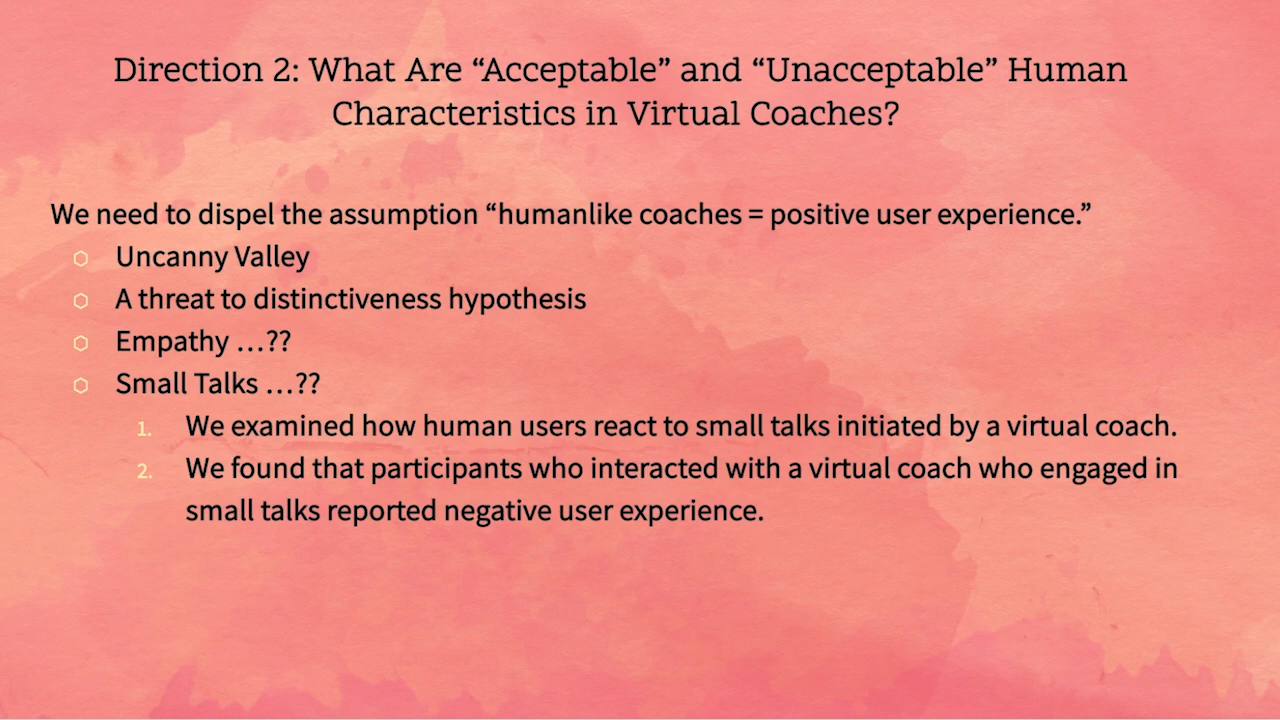 Direction 2: What Are “Acceptable” and “Unacceptable” Human
Characteristics in Virtual Coaches?
We need to dispel the assumption “humanlike coaches = positive user experience.”
Uncanny Valley
A threat to distinctiveness hypothesis
Empathy …??
Small Talks …??
1. We examined how human users react to small talks initiated by a virtual coach.
2. We found that participants who interacted with a virtual coach who engaged in
small talks reported negative user experience.